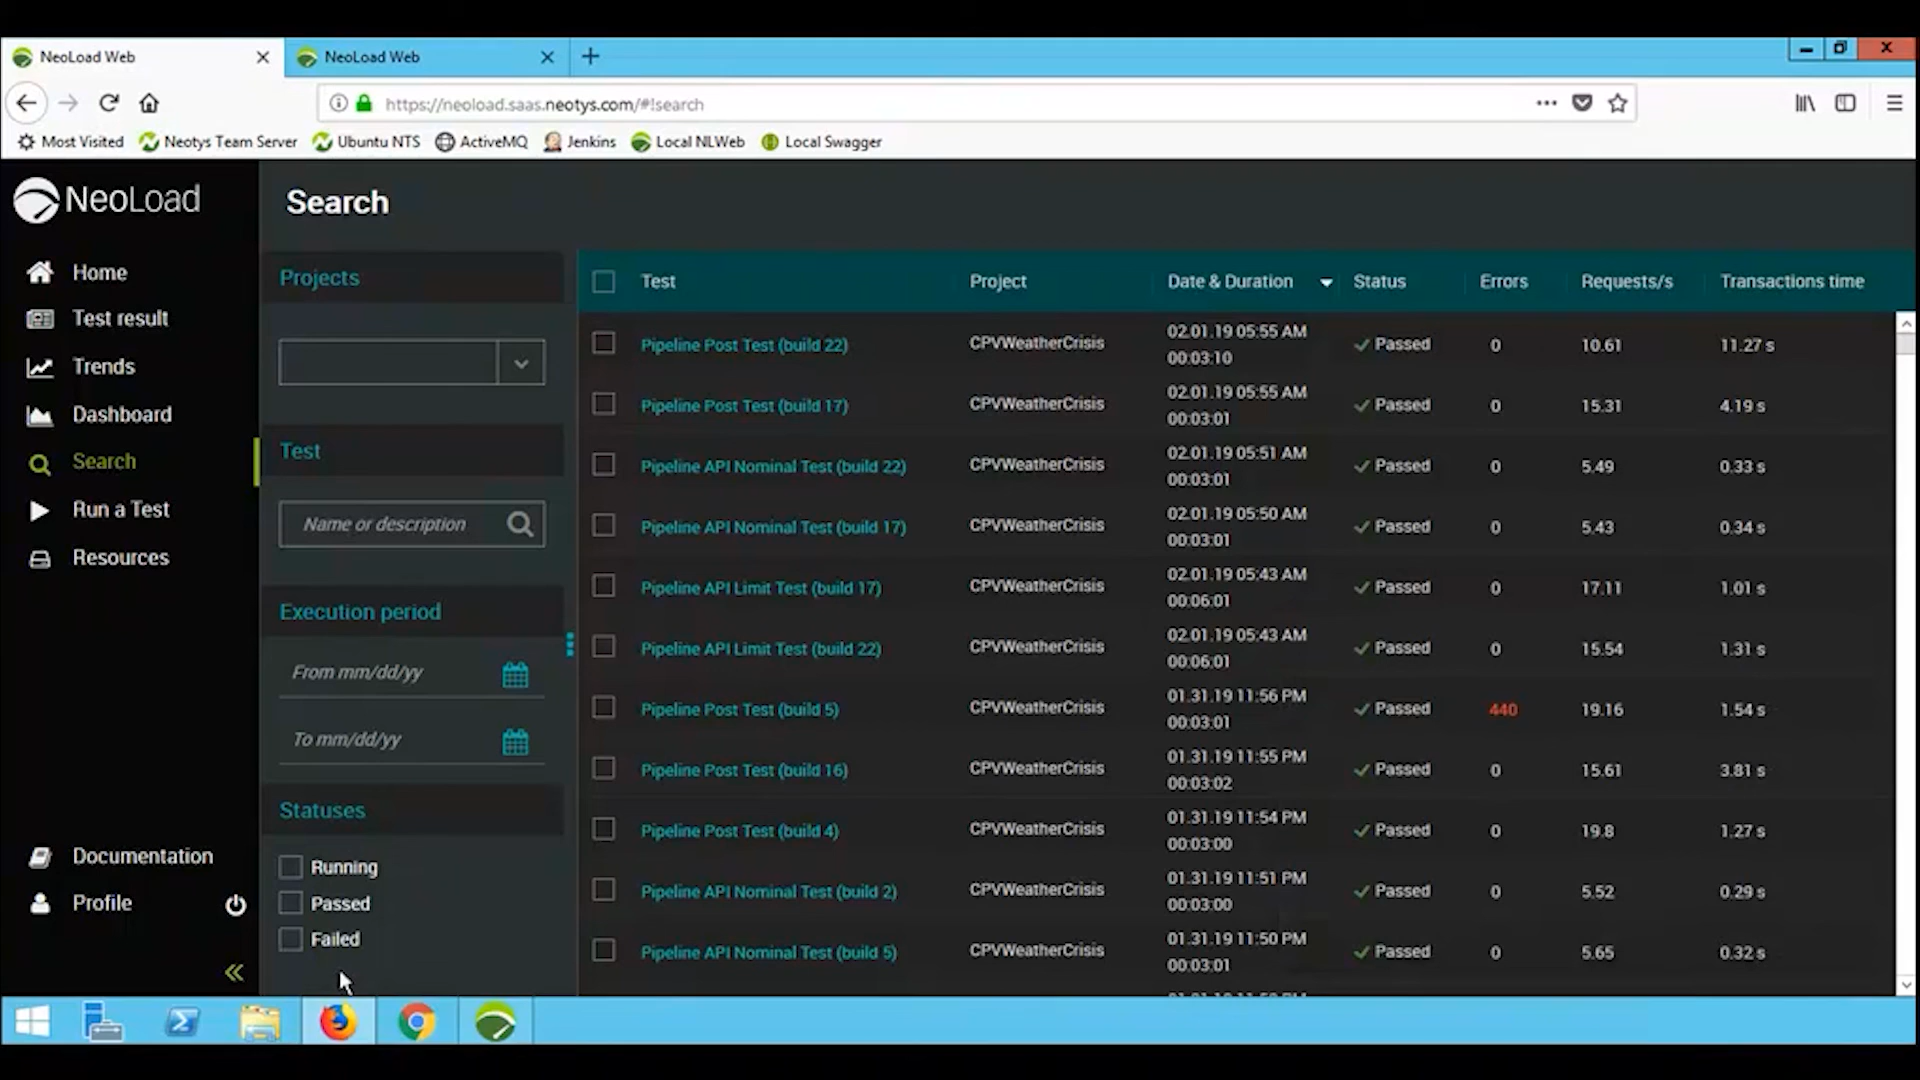 NeoLoad Web
NeoLoad Web
https://neoload.saas.neotys.com/#!search
Most Visited
Neotys Team Server
Ubuntu NTS
ActiveMQ
Jenkins
Local NLWeb
Local Swagger
NEOLOAD
Home
Test result
Trends
Dashboard
Search
Run a Test
Resources
Documentation
Profile
Search
Projects
Test
Name or description
Execution period
From mm/dd/yy
To mm/dd/yy
Statuses
Running
Passed
Failed
Test Project Date & Duration Status Errors Requests/s Transactions time
Pipeline Post Test (build 22) CPVWeatherCrisis 02.01.19 05:55 AM Passed 0 10.61 11.27 s
00:03:10
Pipeline Post Test (build 17) CPVWeatherCrisis 02.01.19 05:55 AM Passed 0 15.31 4.19 s
00:03:01
Pipeline API Nominal Test (build 22) CPVWeatherCrisis 02.01.19 05:51 AM Passed 0 5.49 0.33 s
00:03:01
Pipeline API Nominal Test (build 17) CPVWeatherCrisis 02.01.19 05:50 AM Passed 0 5.43 0.34 s
00:03:01
Pipeline API Limit Test (build 17) CPVWeatherCrisis 02.01.19 05:43 AM Passed 0 17.11 1.01 s
00:06:01
Pipeline API Limit Test (build 22) CPVWeatherCrisis 02.01.19 05:43 AM Passed 0 15.54 1.31 s
00:06:01
Pipeline Post Test (build 5) CPVWeatherCrisis 01.31.19 11:56 PM Passed 440 19.16 1.54 s
00:03:01
Pipeline Post Test (build 16) CPVWeatherCrisis 01.31.19 11:55 PM Passed 0 15.61 3.81 s
00:03:02
Pipeline Post Test (build 4) CPVWeatherCrisis 01.31.19 11:54 PM Passed 0 19.8 1.27 s
00:03:00
Pipeline API Nominal Test (build 2) CPVWeatherCrisis 01.31.19 11:51 PM Passed 0 5.52 0.29 s
00:03:00
Pipeline API Nominal Test (build 5) CPVWeatherCrisis 01.31.19 11:50 PM Passed 0 5.65 0.32 s
00:03:01